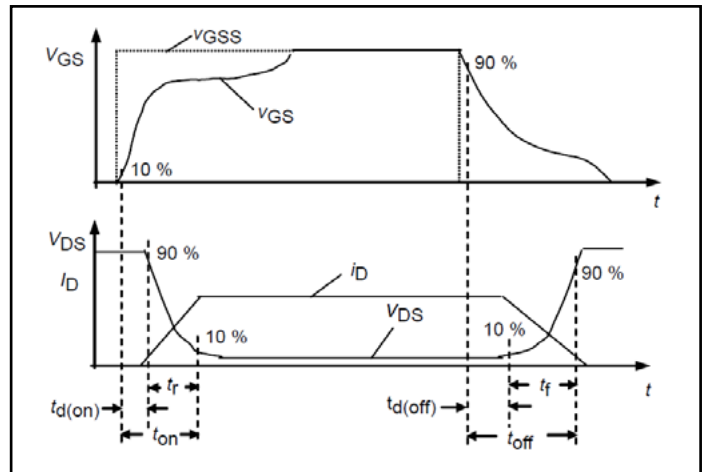 vGSS
VGS
90 %
vGS
10 %
t
VDS
90 %
ID
iD
90 %
VDS
10 %
10 %
tr
tf
t
td(on)
td(off)
ton
toff